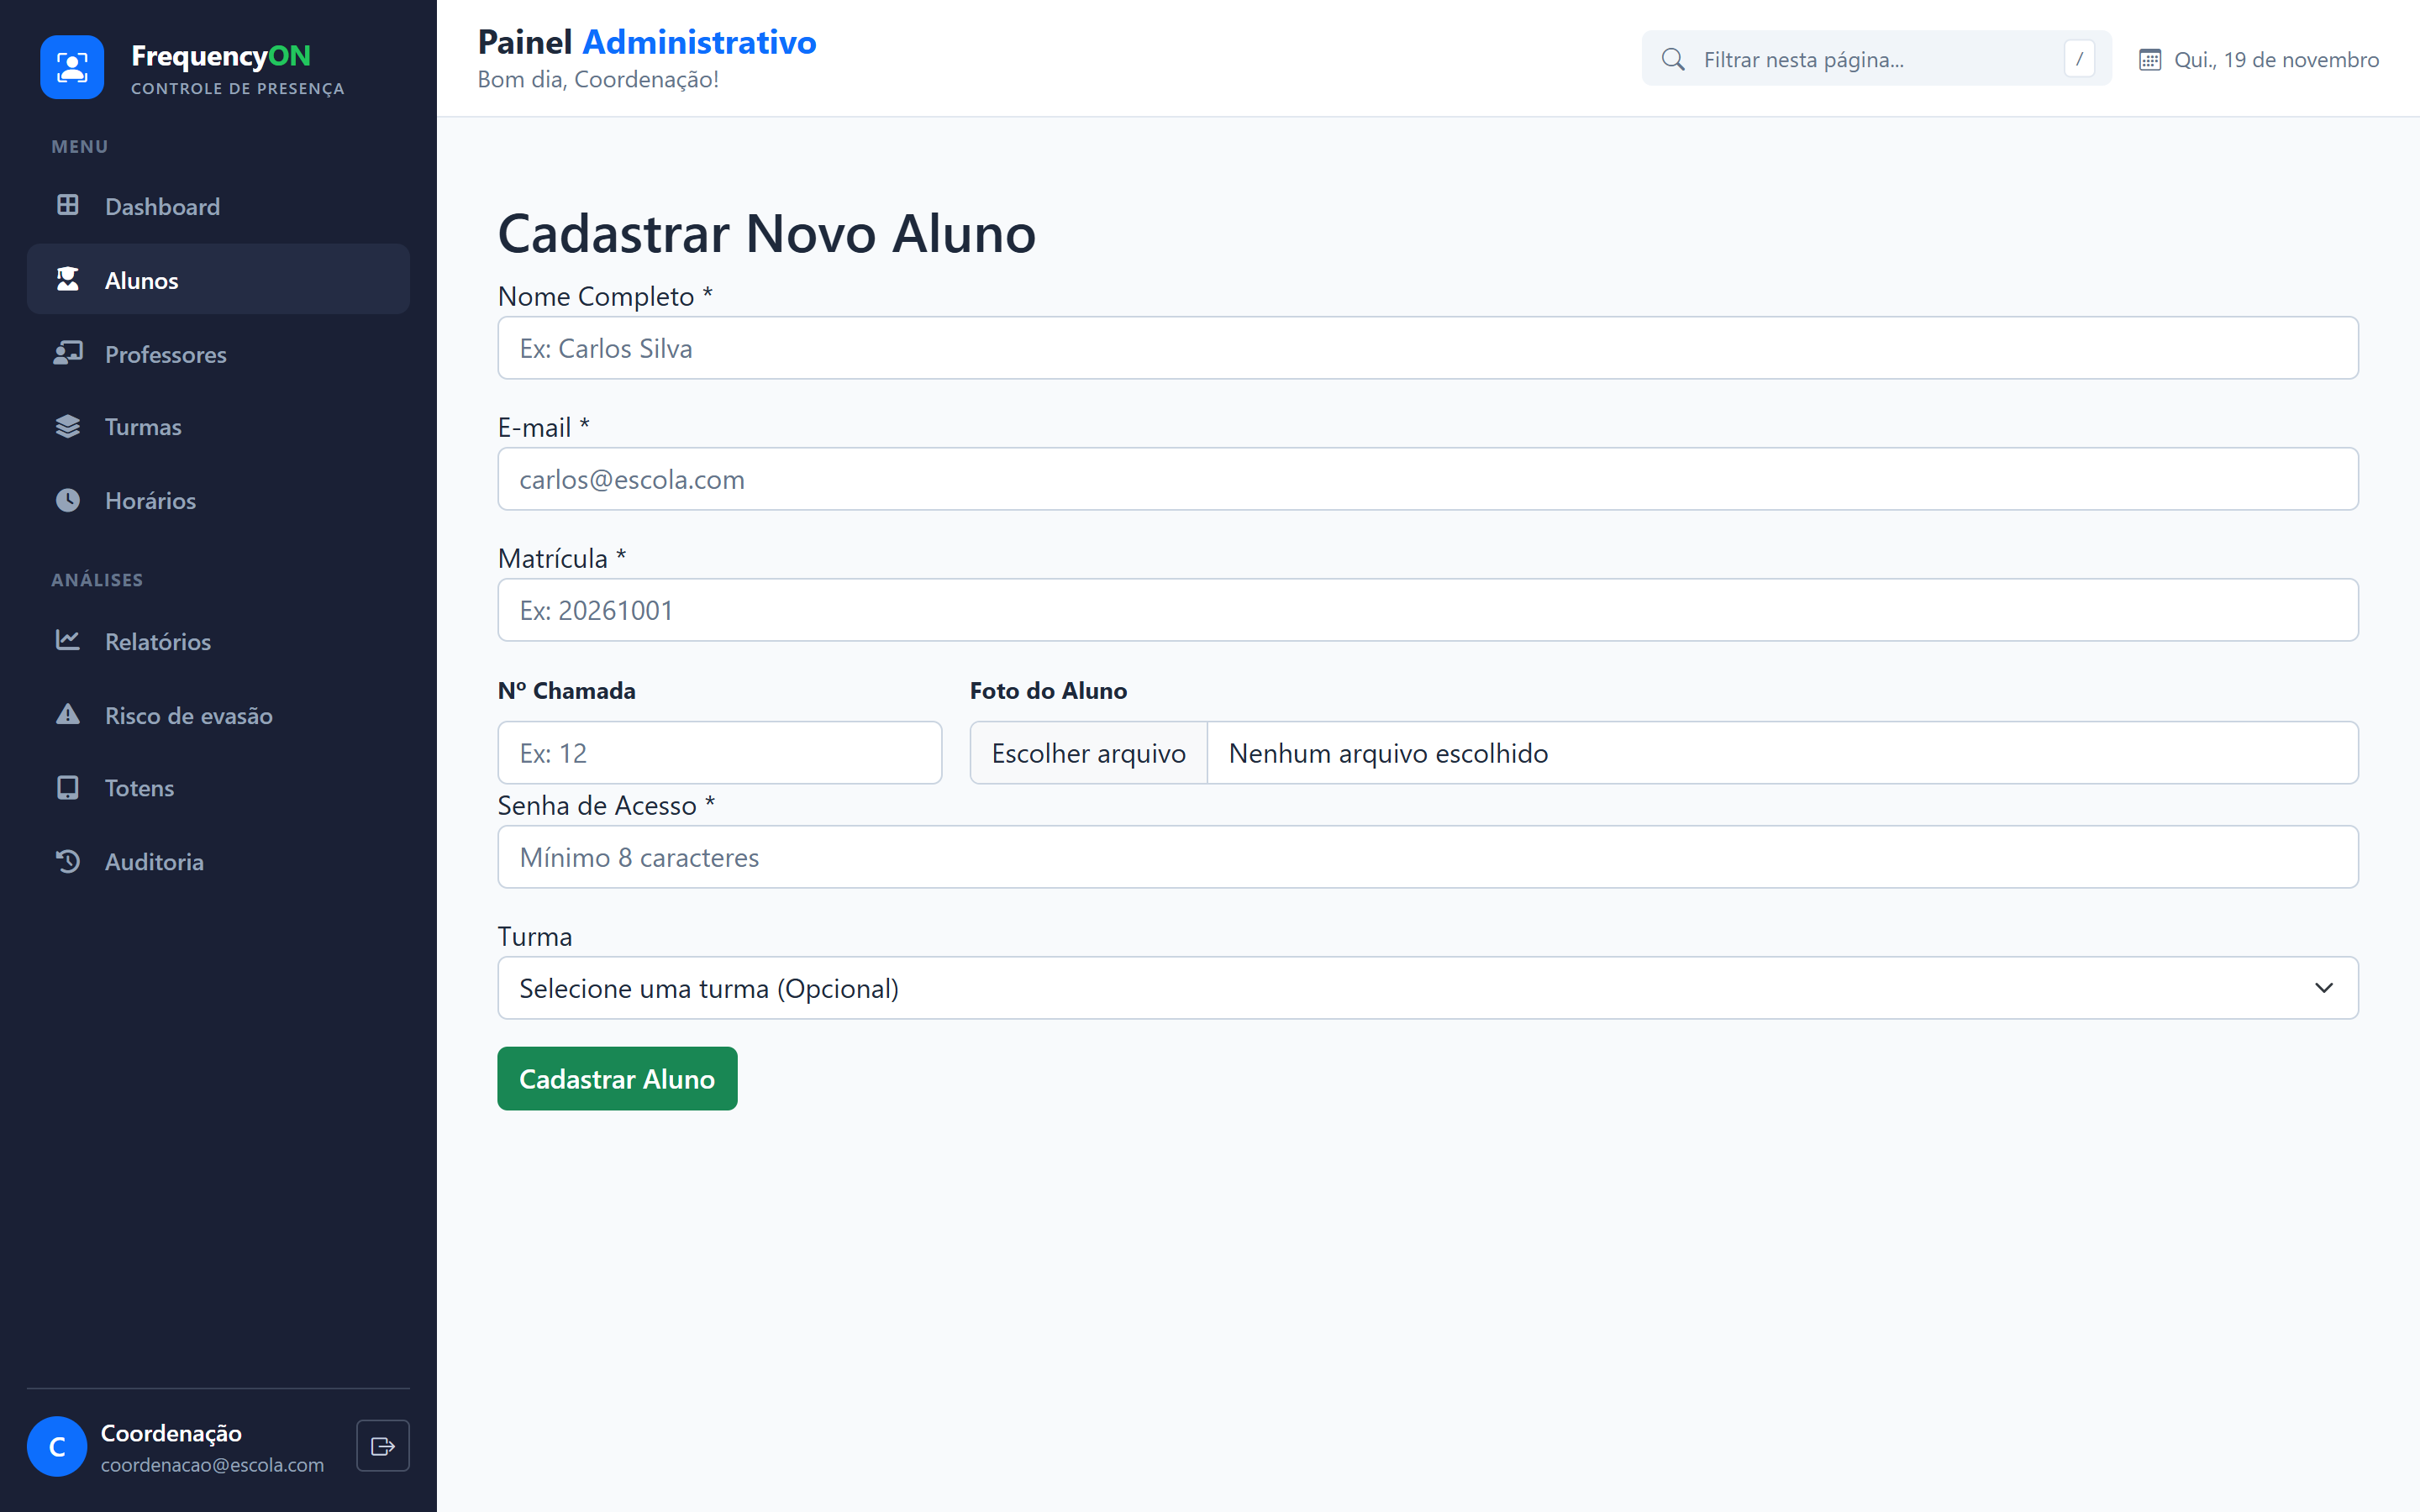 FrequencyON
CONTROLE DE PRESENÇA
MENU
Dashboard
Alunos
Professores
Turmas
Horários
ANÁLISES
Relatórios
Risco de evasão
Totens
Auditoria
C
Coordenação
coordenacao@escola.com
Painel Administrativo
Bom dia, Coordenação!
Filtrar nesta página...
/
Qui., 19 de novembro
Cadastrar Novo Aluno
Nome Completo *
Ex: Carlos Silva
E-mail *
carlos@escola.com
Matrícula *
Ex: 20261001
Nº Chamada
Ex: 12
Foto do Aluno
Escolher arquivo
Nenhum arquivo escolhido
Senha de Acesso *
Mínimo 8 caracteres
Turma
Selecione uma turma (Opcional)
Cadastrar Aluno